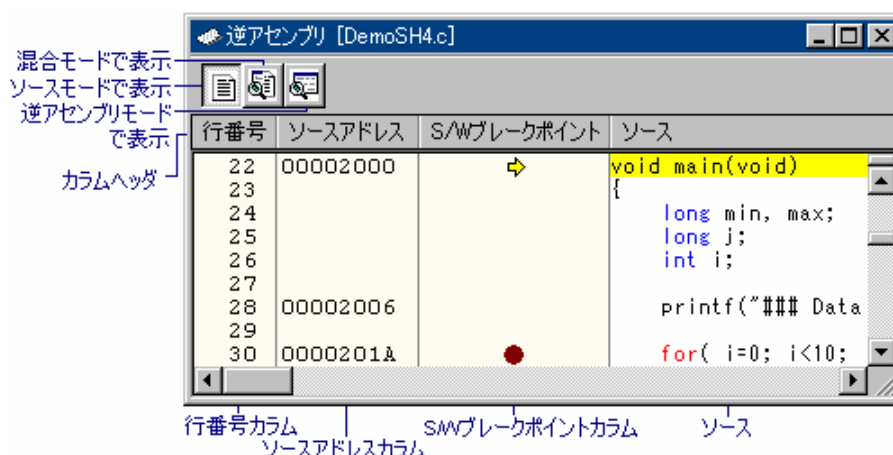 逆アセンブリ [DemoSH4.c]
混合モードで表示
ソースモードで表示
逆アセンブリモード
で表示
カラムヘッダ
行番号 ソースアドレス S/Wブレークポイント ソース
22 00002000 void main(void)
23 {
24 long min, max;
25 long j;
26 int i;
27
28 00002006 printf("### Data
29
30 0000201A for( i=0; i<10;
行番号カラム S/Wブレークポイントカラム ソース
ソースアドレスカラム